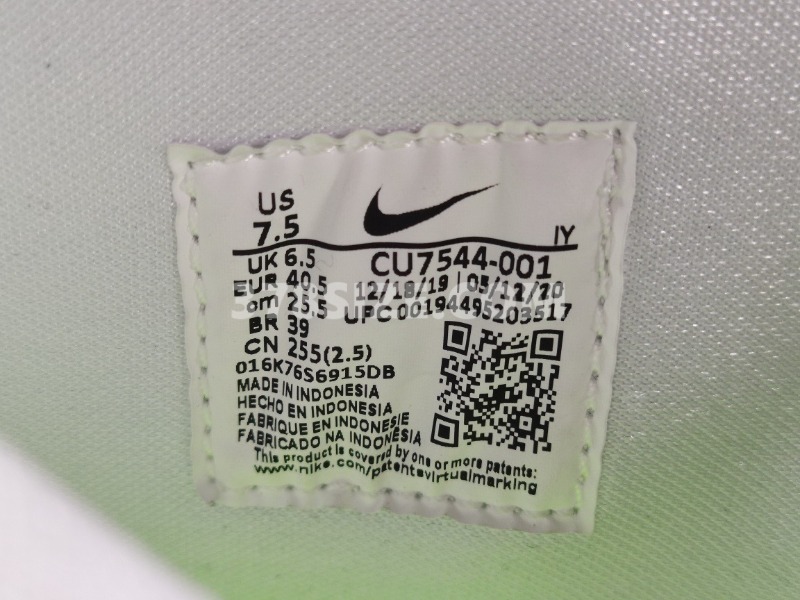 US
7.5
IY
UK 6.5
EUR 40.5
cm 25.5
BR 39
CN 255(2.5)
CU7544-001
12/18/19 | 05/12/20
UPC 00194495203517
016K76S6915DB
MADE IN INDONESIA
HECHO EN INDONESIA
FABRIQUE EN INDONESIE
FABRICADO NA INDONÉSIA
This product is covered by one or more patents:
www.nike.com/patentsvirtualmarking